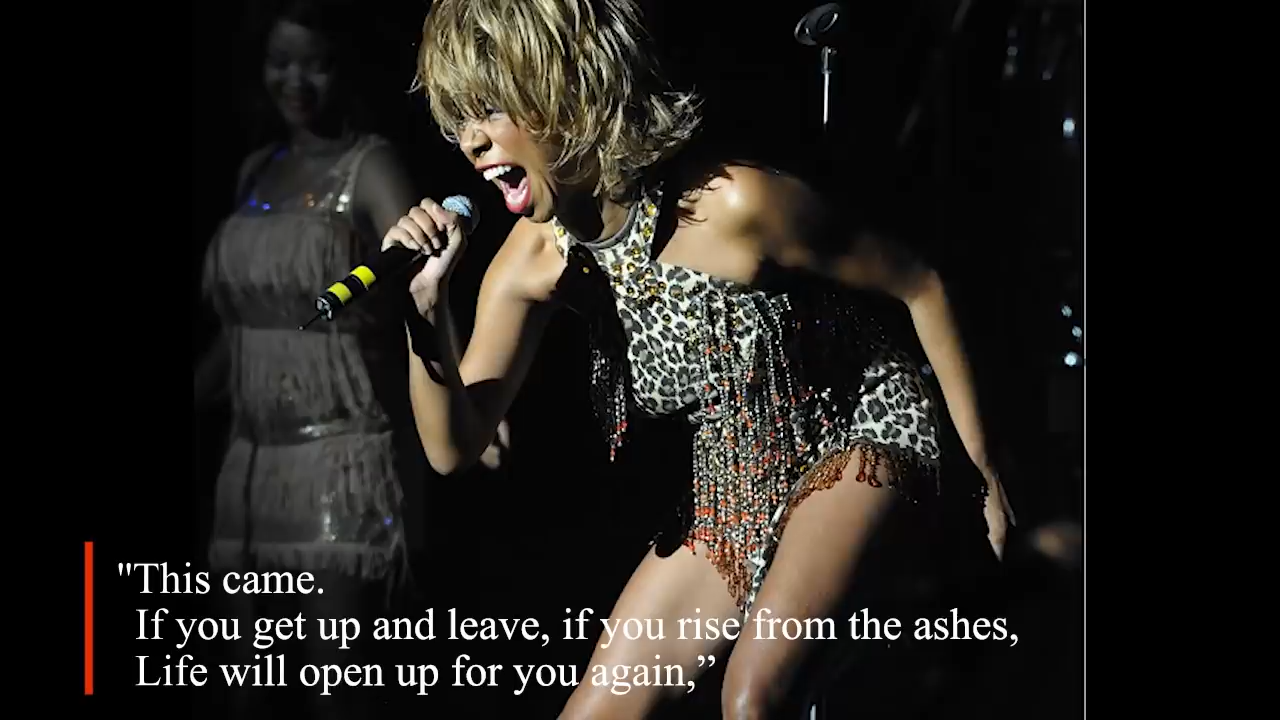 "This came.
If you get up and leave, if you rise from the ashes,
Life will open up for you again,”